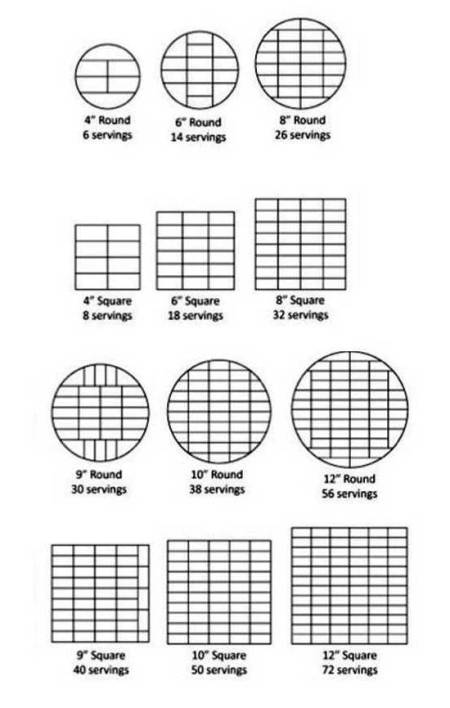 4" Round
6 servings
6" Round
14 servings
8" Round
26 servings
4" Square
8 servings
6" Square
18 servings
8" Square
32 servings
9" Round
30 servings
10" Round
38 servings
12" Round
56 servings
9" Square
40 servings
10" Square
50 servings
12" Square
72 servings